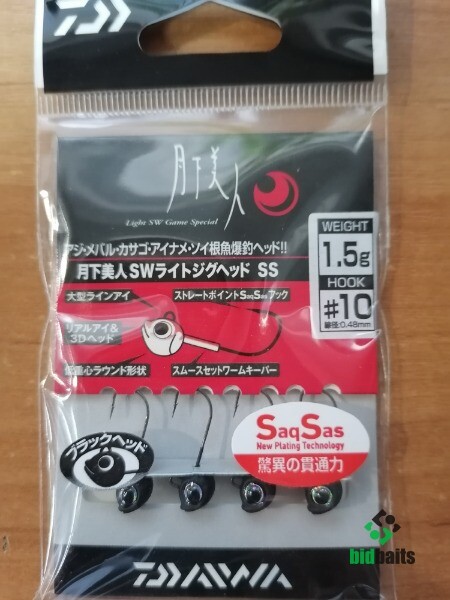 月下美人
Light SW Game Special
アジ・メバル・カサゴ・アイナメ・ソイ根魚爆釣ヘッド!!
月下美人SWライトジグヘッド SS
WEIGHT
1.5g
HOOK
#10
線径:0.48mm
大型ラインアイ
ストレートポイントSaqSasフック
リアルアイ&
3Dヘッド
低重心ラウンド形状
スムースセットワームキーパー
ブラックヘッド
SaqSas
New Plating Technology
驚異の貫通力
bidbaits
DAIWA